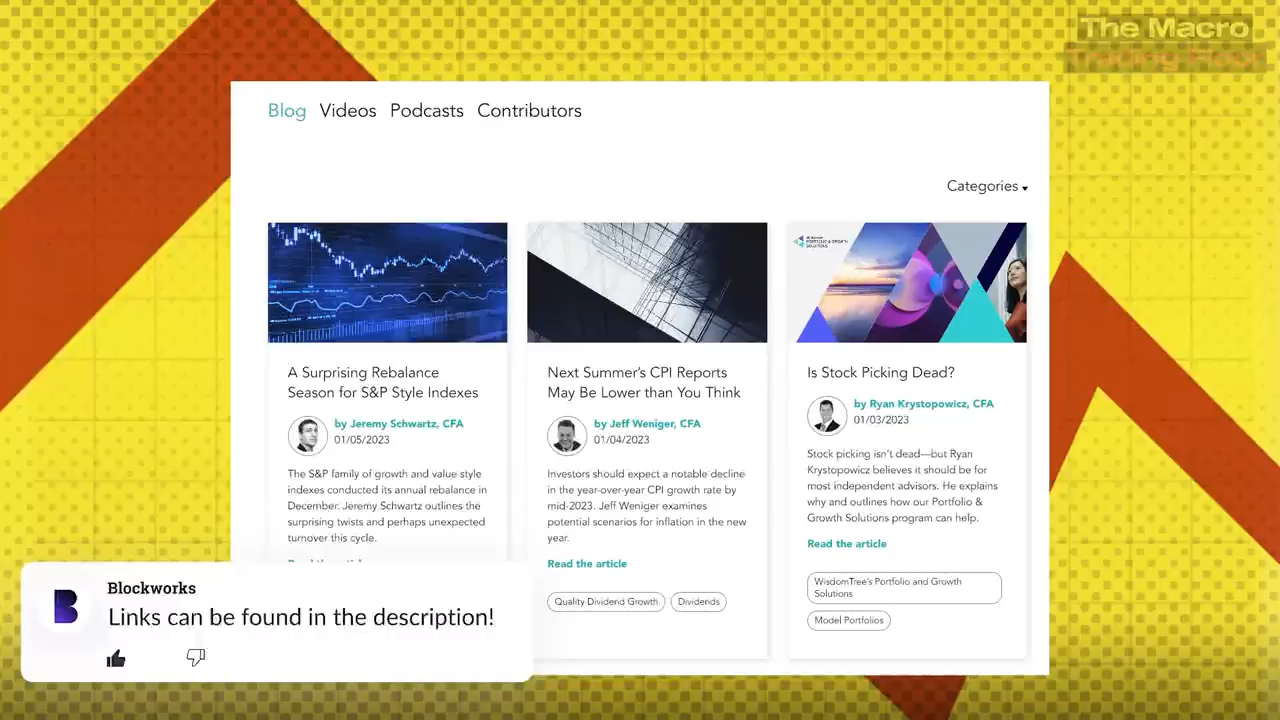 The Macro
Trading Floor
Blog Videos Podcasts Contributors
Categories
A Surprising Rebalance
Season for S&P Style Indexes
by Jeremy Schwartz, CFA
01/05/2023
The S&P family of growth and value style
indexes conducted its annual rebalance in
December. Jeremy Schwartz outlines the
surprising twists and perhaps unexpected
turnover this cycle.
Next Summer's CPI Reports
May Be Lower than You Think
by Jeff Weniger, CFA
01/04/2023
Investors should expect a notable decline
in the year-over-year CPI growth rate by
mid-2023. Jeff Weniger examines
potential scenarios for inflation in the new
year.
Read the article
Quality Dividend Growth
Dividends
Is Stock Picking Dead?
by Ryan Krystopowicz, CFA
01/03/2023
Stock picking isn't dead—but Ryan
Krystopowicz believes it should be for
most independent advisors. He explains
why and outlines how our Portfolio &
Growth Solutions program can help.
Read the article
WisdomTree's Portfolio and Growth
Solutions
Model Portfolios
Blockworks
Links can be found in the description!